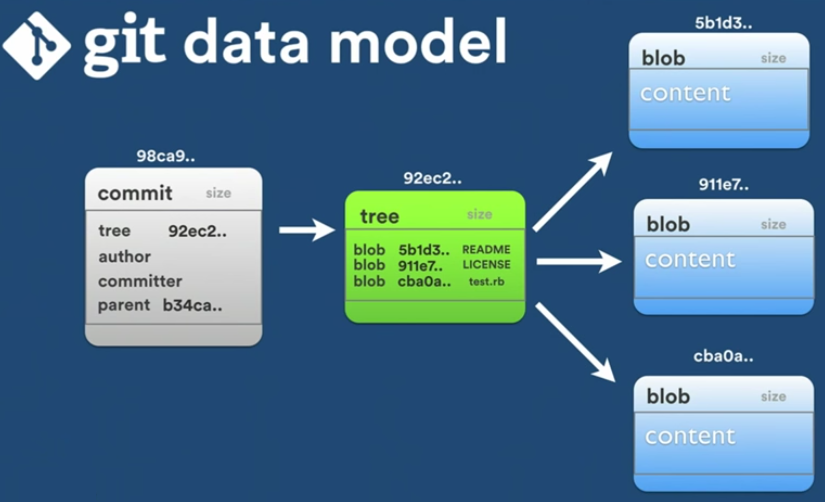 git data model
98ca9..
commit size
tree 92ec2..
author
committer
parent b34ca..
92ec2..
tree size
blob 5b1d3.. README
blob 911e7.. LICENSE
blob cba0a.. test.rb
5b1d3..
blob size
content
911e7..
blob size
content
cba0a..
blob size
content